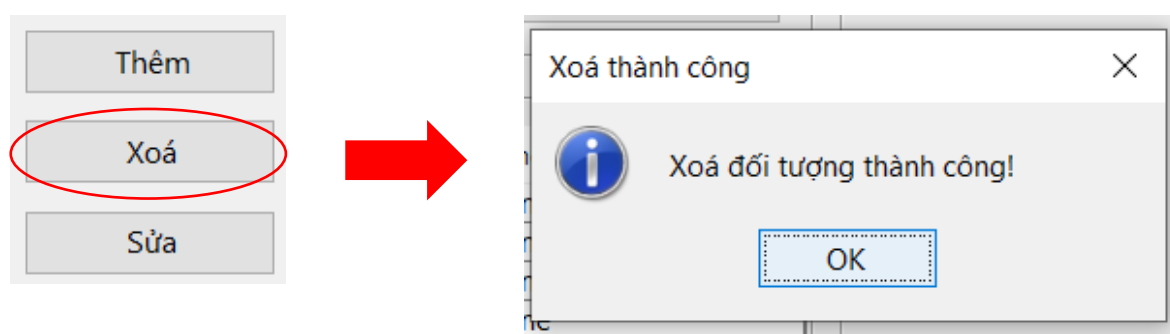 Thêm
Xoá
Sửa
Xoá thành công
Xoá đối tượng thành công!
OK